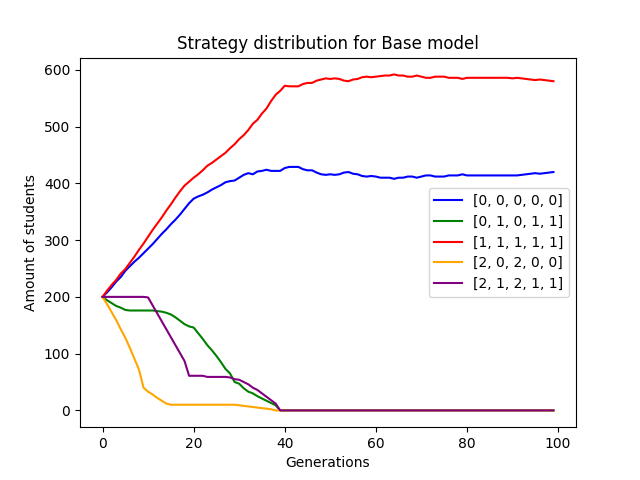 Strategy distribution for Base model
Amount of students
600
500
400
300
200
100
0
[0, 0, 0, 0, 0]
[0, 1, 0, 1, 1]
[1, 1, 1, 1, 1]
[2, 0, 2, 0, 0]
[2, 1, 2, 1, 1]
0 20 40 60 80 100
Generations